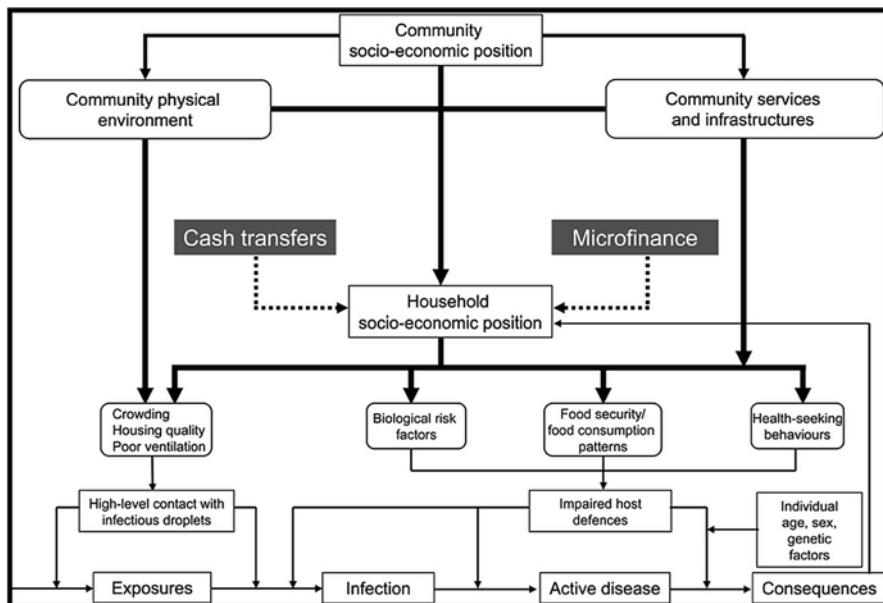 Community
socio-economic position
Community physical
environment
Community services
and infrastructures
Cash transfers
Microfinance
Household
socio-economic position
Crowding
Housing quality
Poor ventilation
Biological risk
factors
Food security/
food consumption
patterns
Health-seeking
behaviours
High-level contact with
infectious droplets
Impaired host
defences
Individual
age, sex,
genetic
factors
Exposures
Infection
Active disease
Consequences